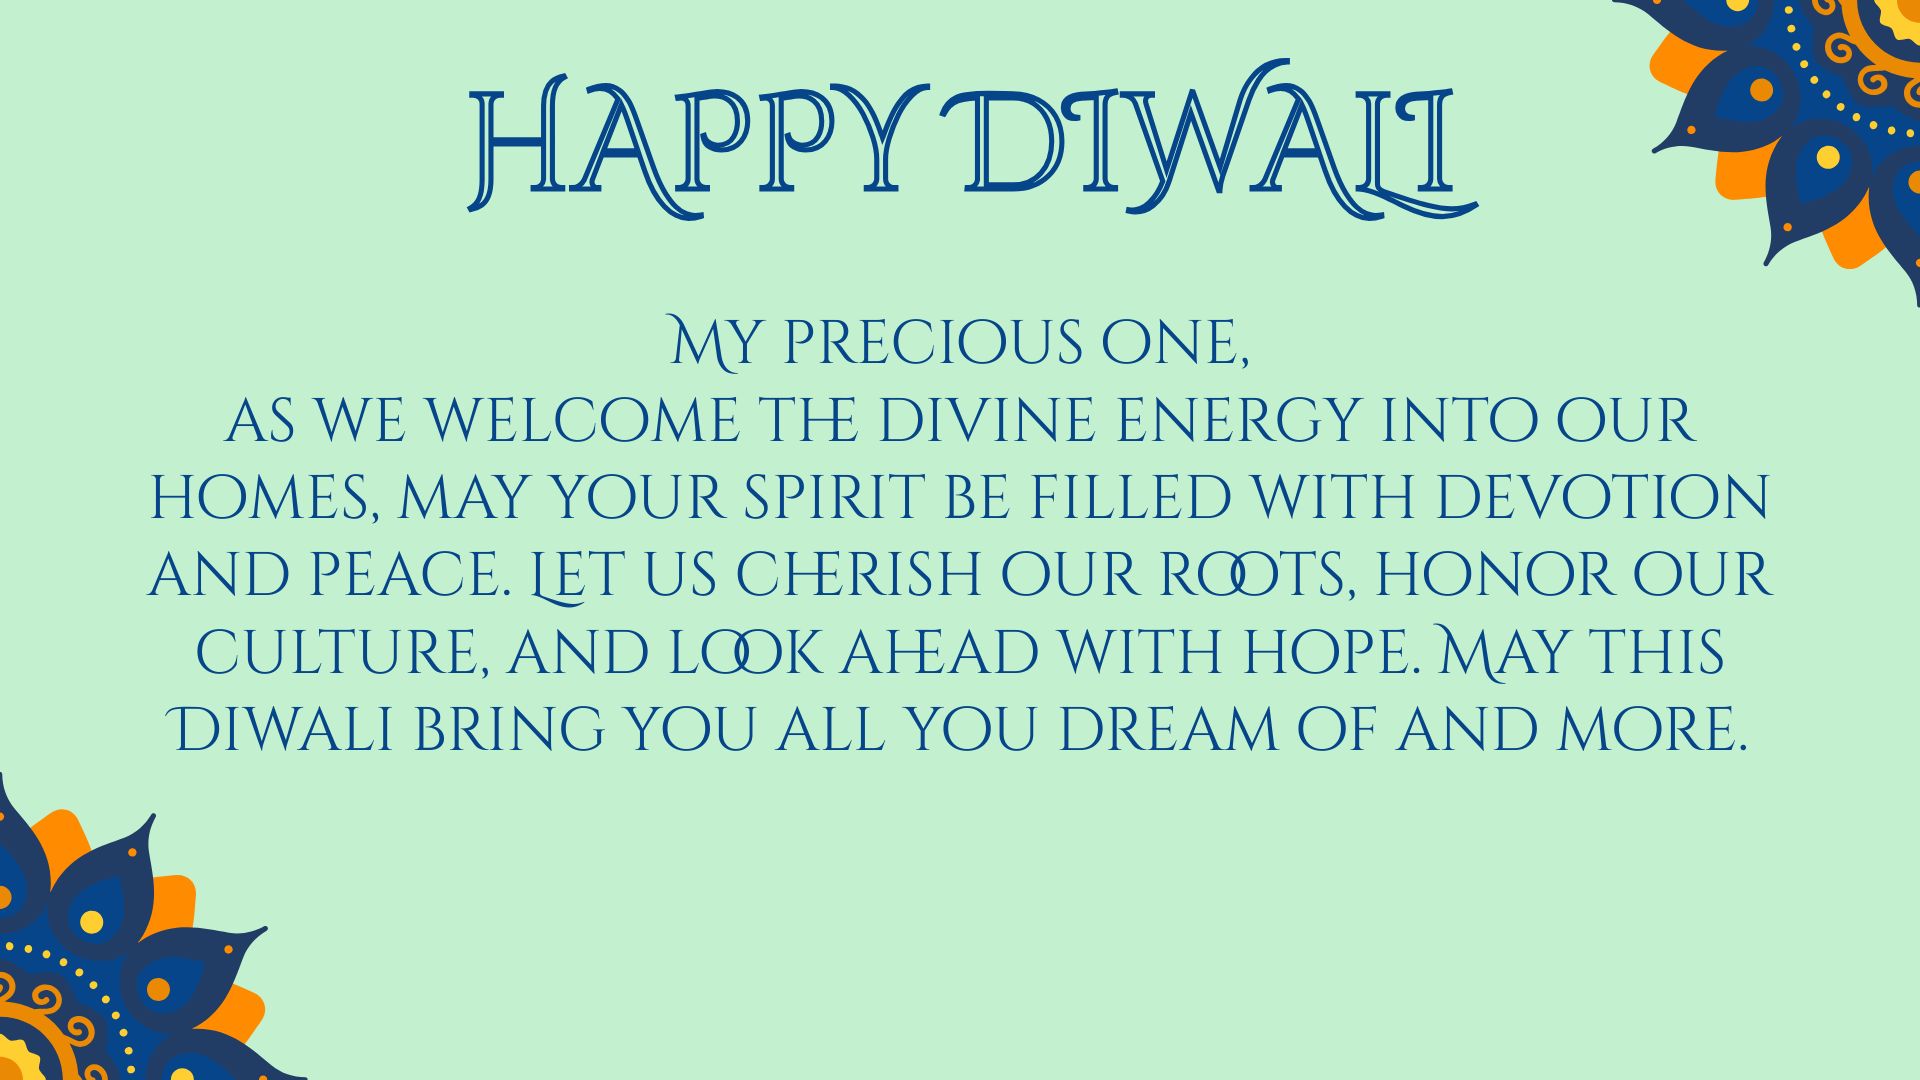 Happy Diwali
My precious one,
as we welcome the divine energy into our
homes, may your spirit be filled with devotion
and peace. Let us cherish our roots, honor our
culture, and look ahead with hope. May this
Diwali bring you all you dream of and more.